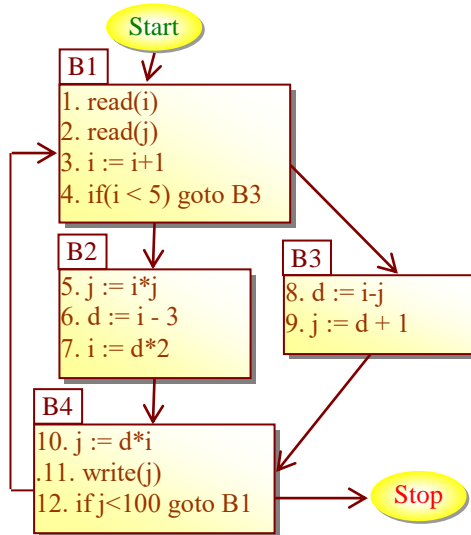 Start
B1
1. read(i)
2. read(j)
3. i := i+1
4. if(i < 5) goto B3
B2
5. j := i*j
6. d := i - 3
7. i := d*2
B3
8. d := i-j
9. j := d + 1
B4
10. j := d*i
.11. write(j)
12. if j<100 goto B1
Stop